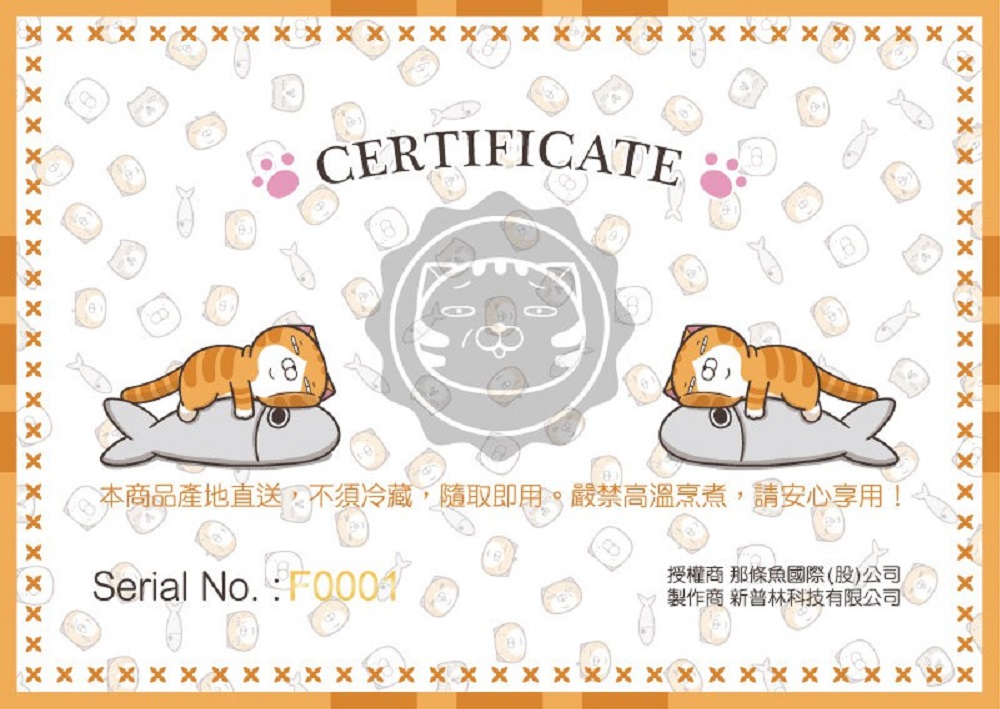 CERTIFICATE
本商品產地直送，不須冷藏，隨取即用。嚴禁高溫烹煮，請安心享用！
Serial No. : F0001
授權商 那條魚國際(股)公司
製作商 新普林科技有限公司